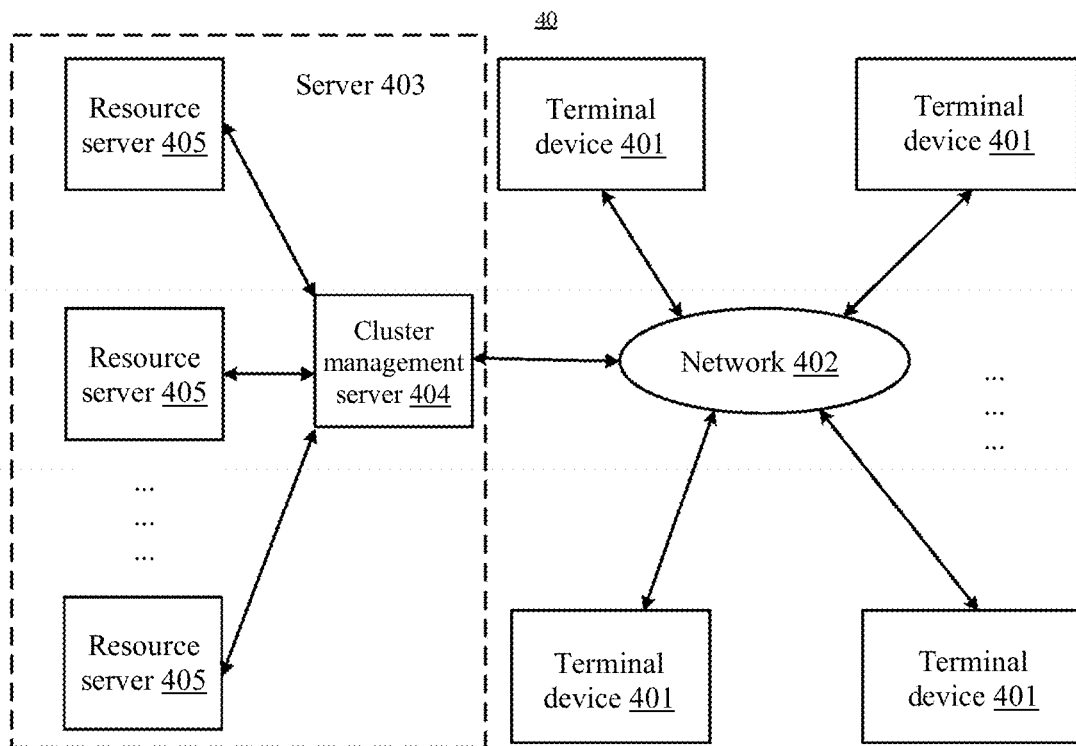 40
Server 403
Resource
server 405
Terminal
device 401
Terminal
device 401
Resource
server 405
Cluster
management
server 404
Network 402
...
...
...
...
...
...
Resource
server 405
Terminal
device 401
Terminal
device 401